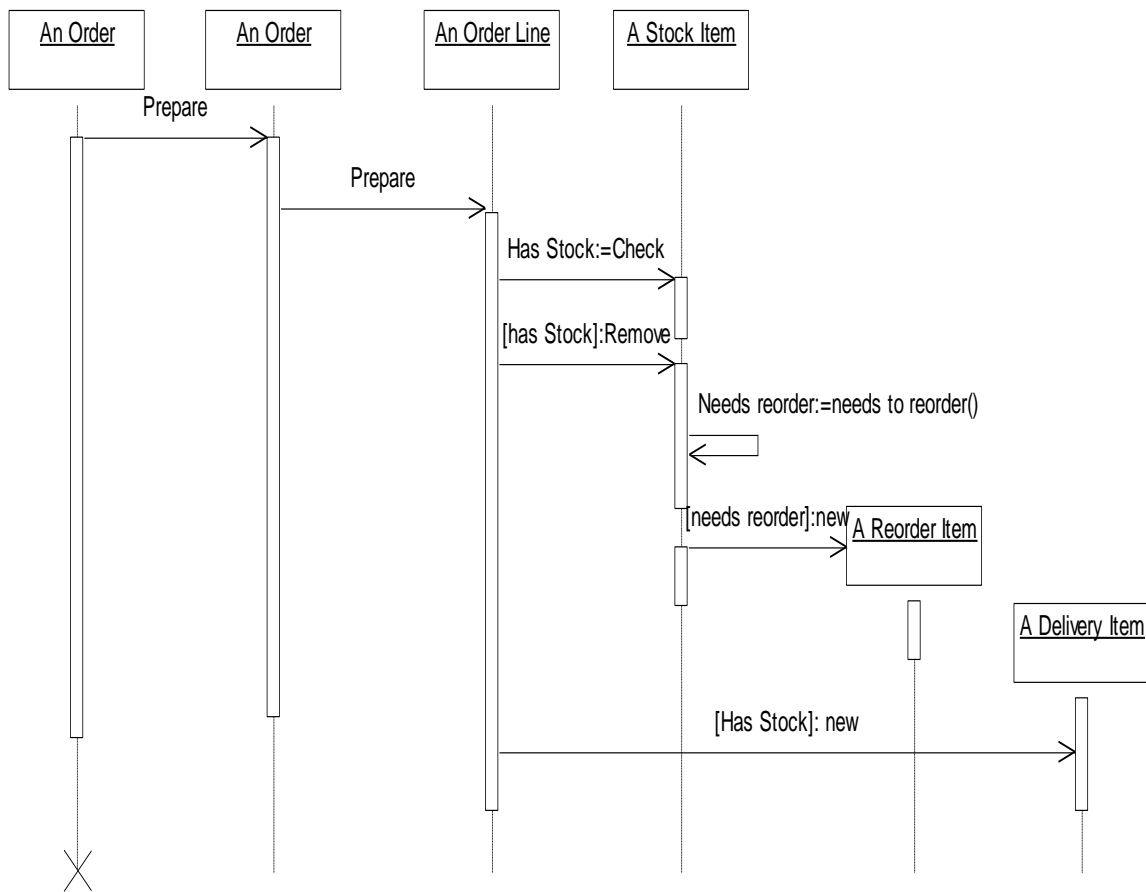 An Order
An Order
An Order Line
A Stock Item
Prepare
Prepare
Has Stock:=Check
[has Stock]:Remove
Needs reorder:=needs to reorder()
[needs reorder]:new
A Reorder Item
A Delivery Item
[Has Stock]: new